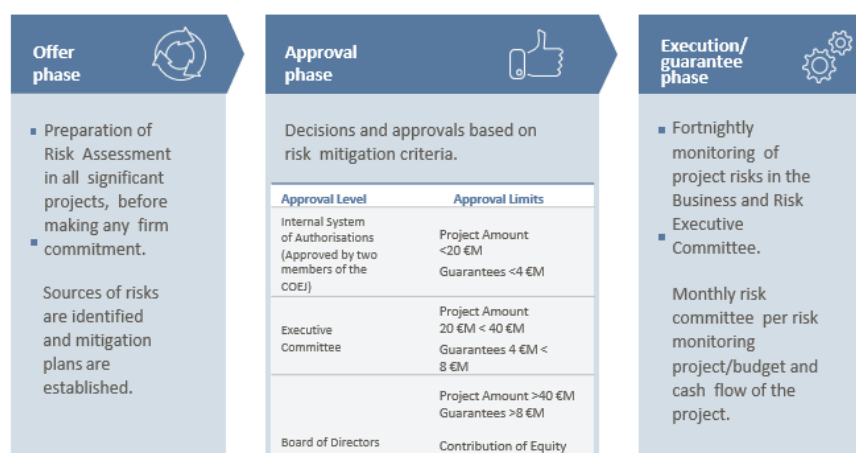 Offer
phase
Preparation of
Risk Assessment
in all significant
projects, before
making any firm
commitment.
Sources of risks
are identified
and mitigation
plans are
established.
Approval
phase
Decisions and approvals based on
risk mitigation criteria.
Approval Level Approval Limits
Internal System
of Authorisations
(Approved by two
members of the
COEJ)
Project Amount
<20 €M
Guarantees <4 €M
Executive
Committee
Project Amount
20 €M < 40 €M
Guarantees 4 €M <
8 €M
Board of Directors
Project Amount >40 €M
Guarantees >8 €M
Contribution of Equity
Execution/
guarantee
phase
Fortnightly
monitoring of
project risks in the
Business and Risk
Executive
Committee.
Monthly risk
committee per risk
monitoring
project/budget and
cash flow of the
project.